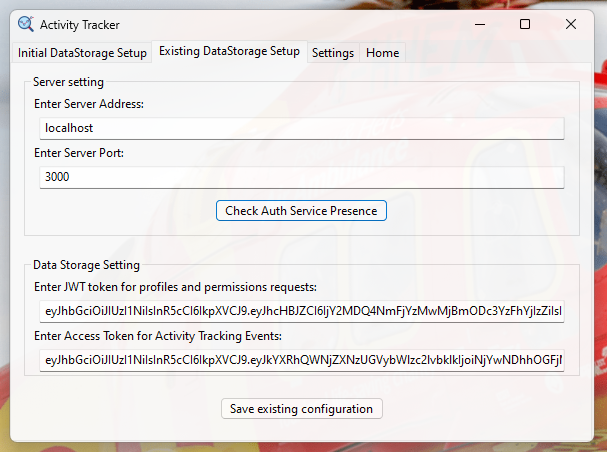 Activity Tracker
Initial DataStorage Setup Existing DataStorage Setup Settings Home
Server setting
Enter Server Address:
localhost
Enter Server Port:
3000
Check Auth Service Presence
Data Storage Setting
Enter JWT token for profiles and permissions requests:
eyJhbGciOiJIUzI1NiIsInR5cCI6IkpXVCJ9.eyJhcHBJZCI6IjY2MDQ4NmFjYzMwMjBmODc3YzFhYjIzZiIsI
Enter Access Token for Activity Tracking Events:
eyJhbGciOiJIUzI1NiIsInR5cCI6IkpXVCJ9.eyJkYXRhQWNjZXNzUGVybWlzc2lvbklkIjoiNjYwNDhhOGFj
Save existing configuration